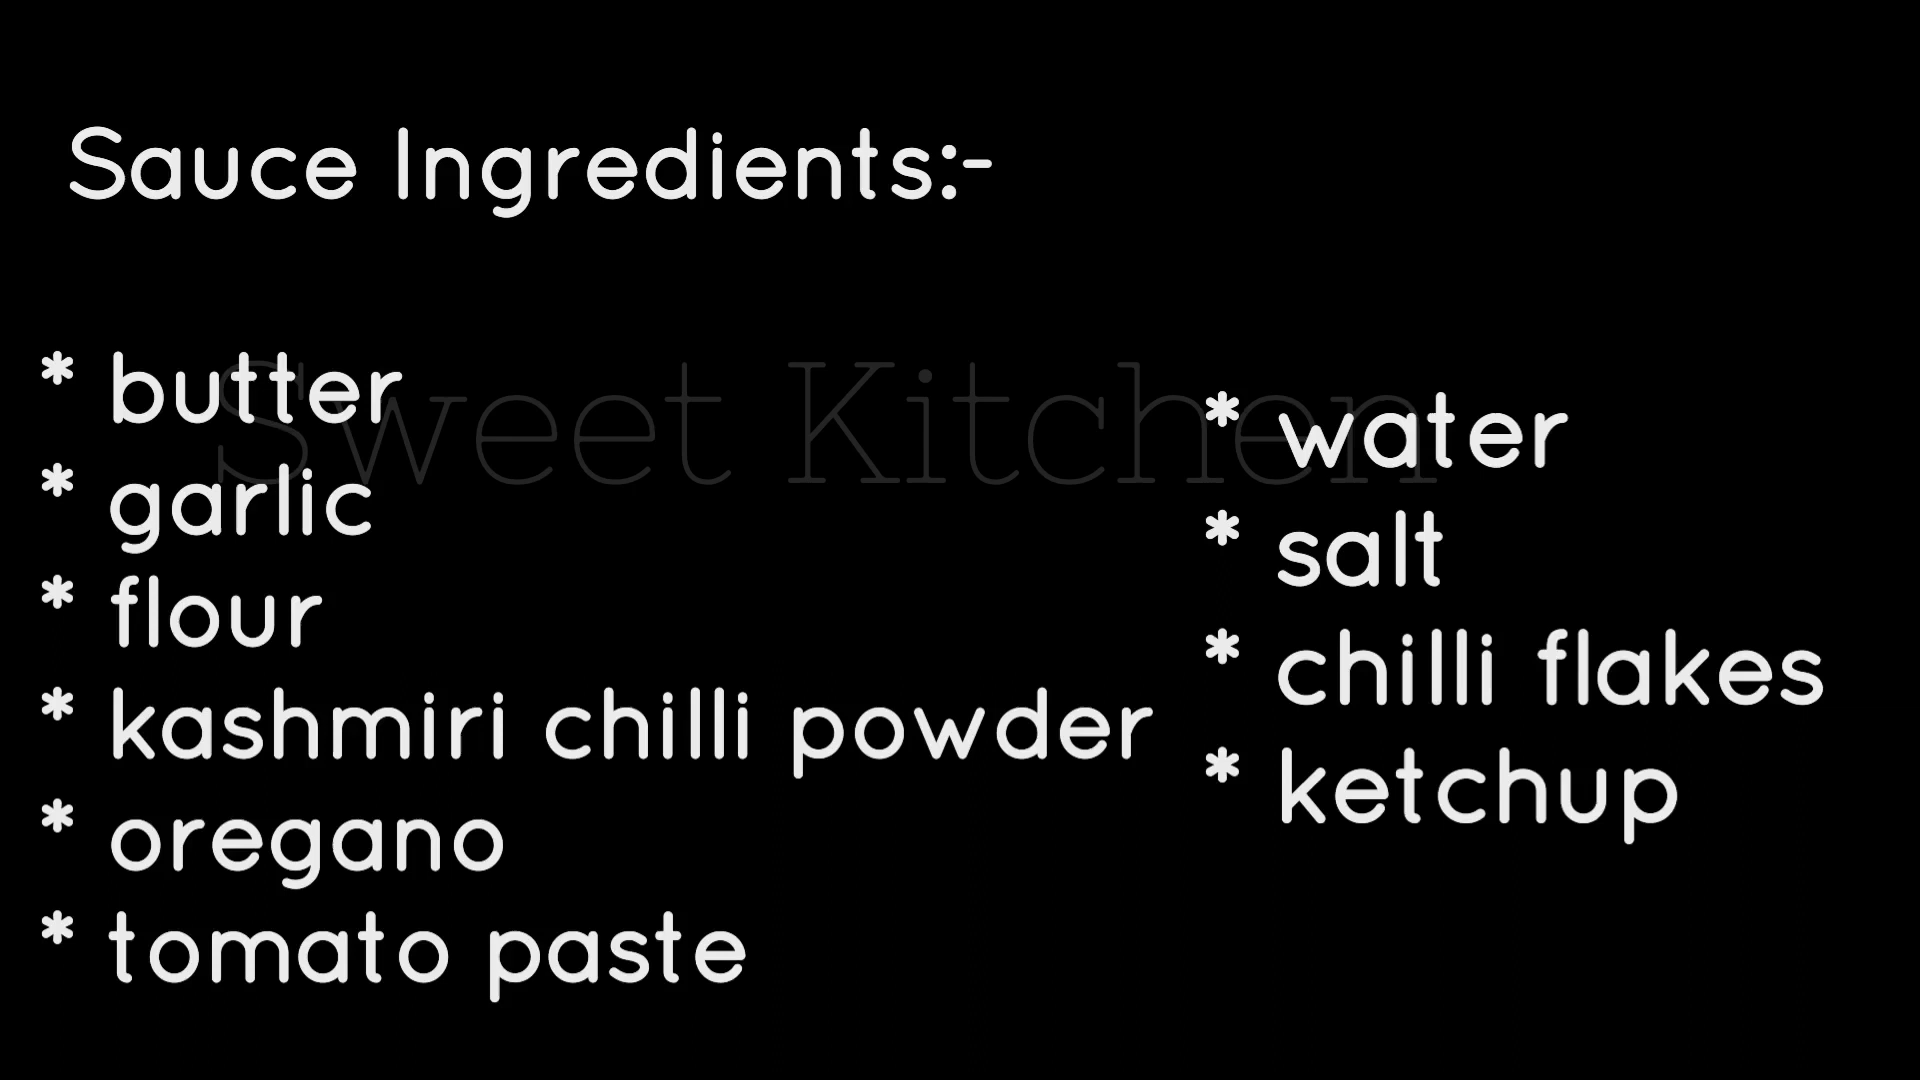 Sauce Ingredients:-
Sweet Kitchen
* butter
* garlic
* flour
* kashmiri chilli powder
* oregano
* tomato paste
* water
* salt
* chilli flakes
* ketchup